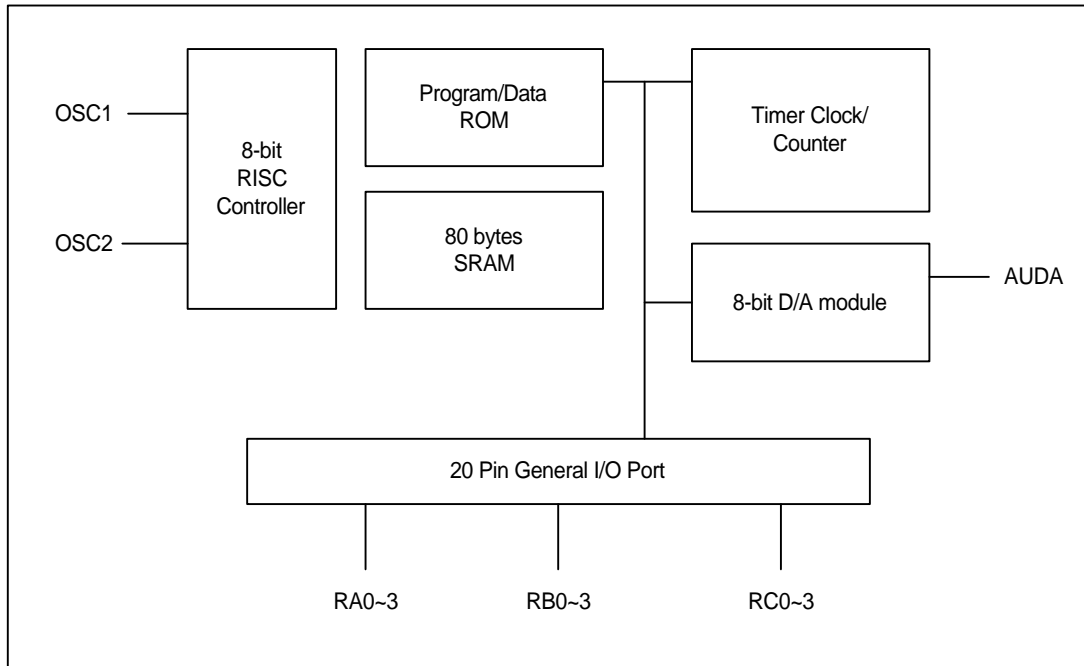 OSC1
OSC2
8-bit
RISC
Controller
Program/Data
ROM
80 bytes
SRAM
Timer Clock/
Counter
8-bit D/A module
AUDA
20 Pin General I/O Port
RA0~3
RB0~3
RC0~3